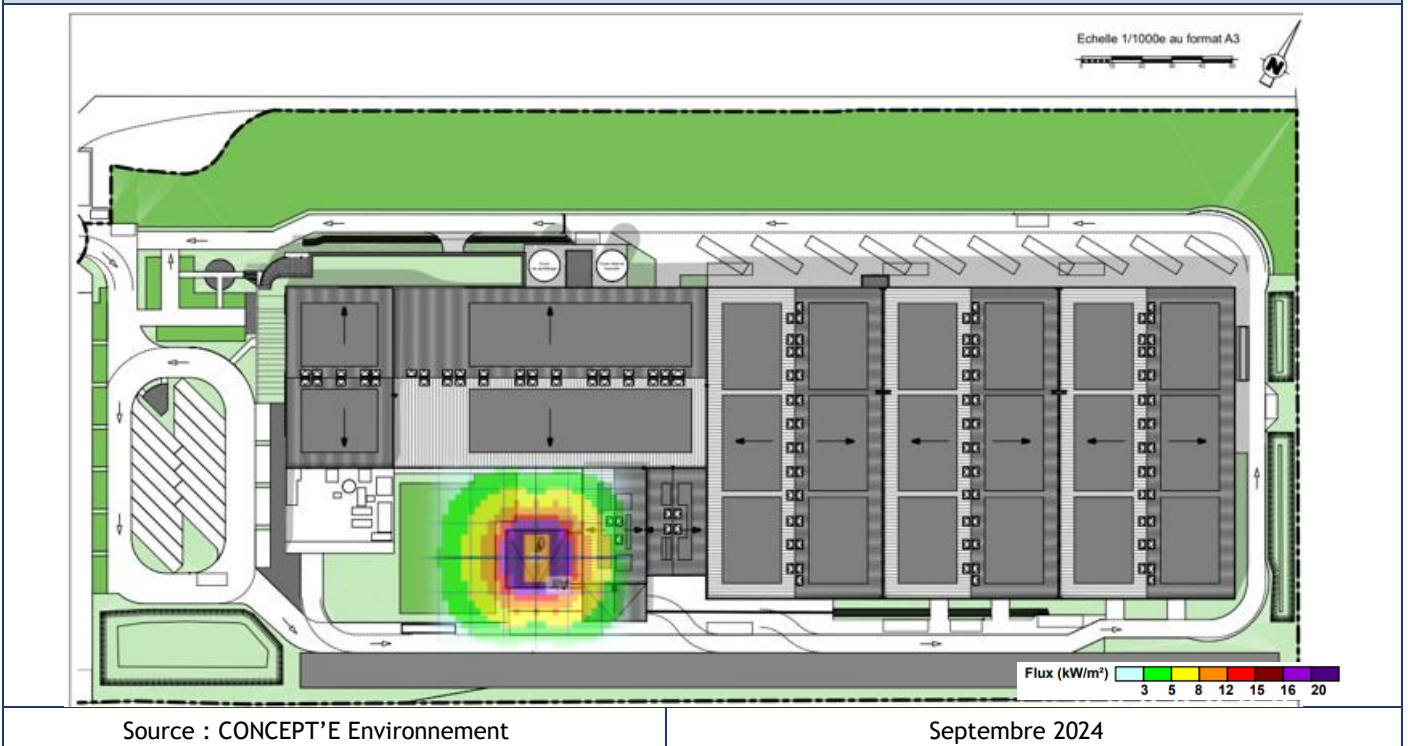 Echelle 1/1000e au format A3
N
Flux (kW/m²)
3 5 8 12 15 16 20
Source : CONCEPT'E Environnement
Septembre 2024